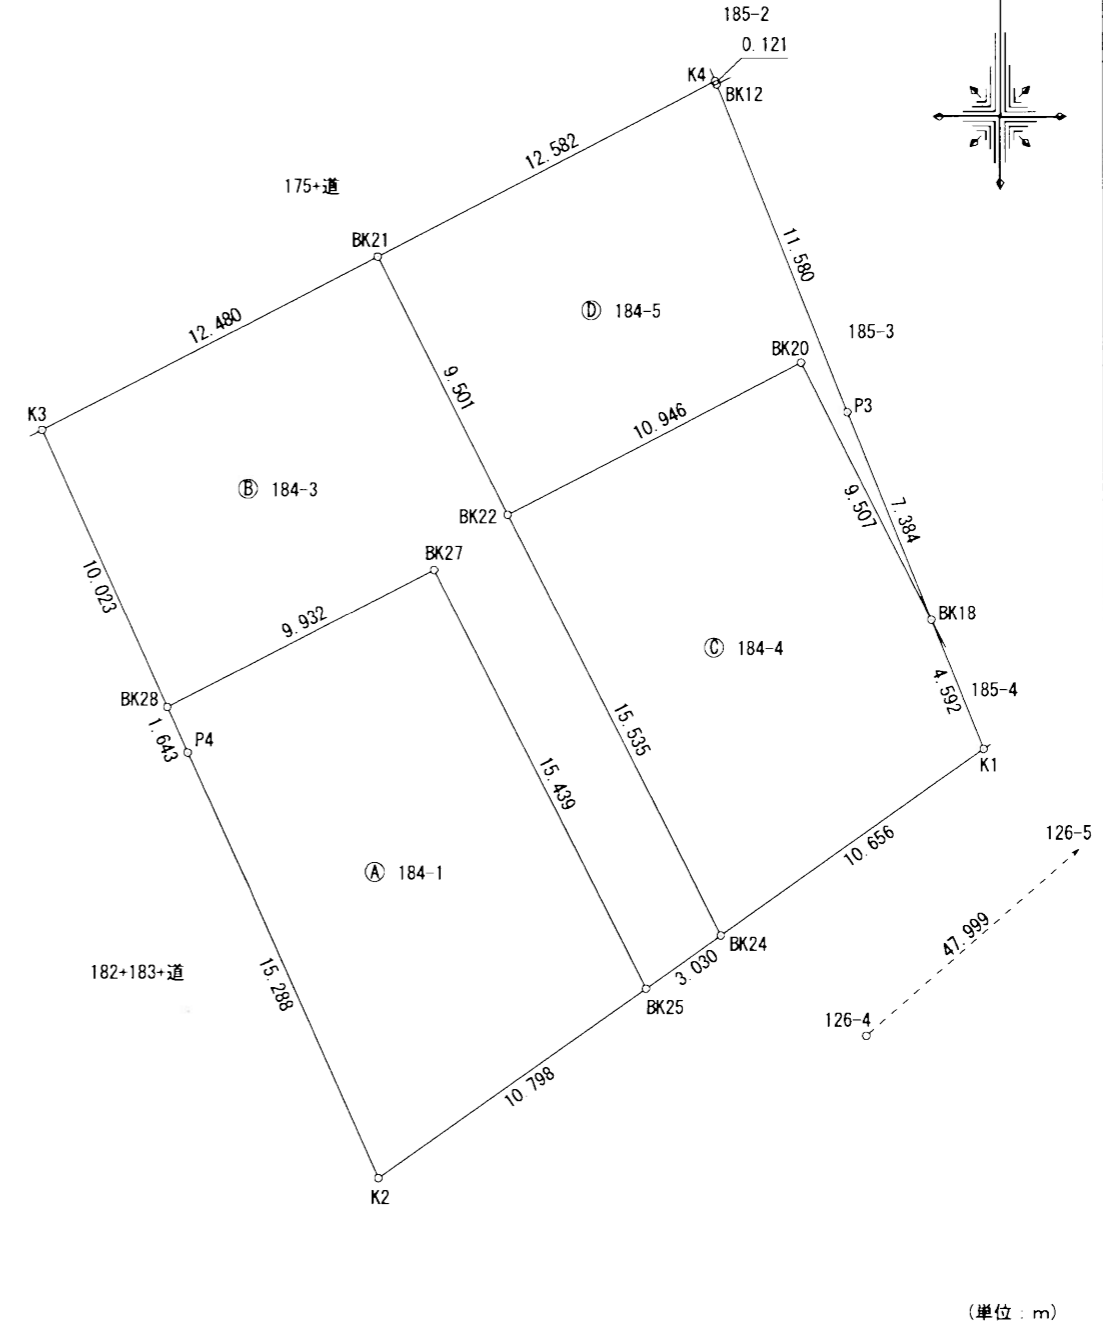 185-2
0.121
K4
BK12
12.582
175+道
BK21
11.580
12.480
Ⓓ 184-5
185-3
BK20
9.501
K3
P3
10.946
Ⓑ 184-3
BK22
9.507
7.384
BK27
10.023
9.932
BK18
Ⓒ 184-4
BK28
185-4
4.592
1.643
P4
15.535
K1
15.439
126-5
10.656
Ⓐ 184-1
47.999
BK24
182+183+道
3.030
15.288
BK25
126-4
10.798
K2
(単位:m)